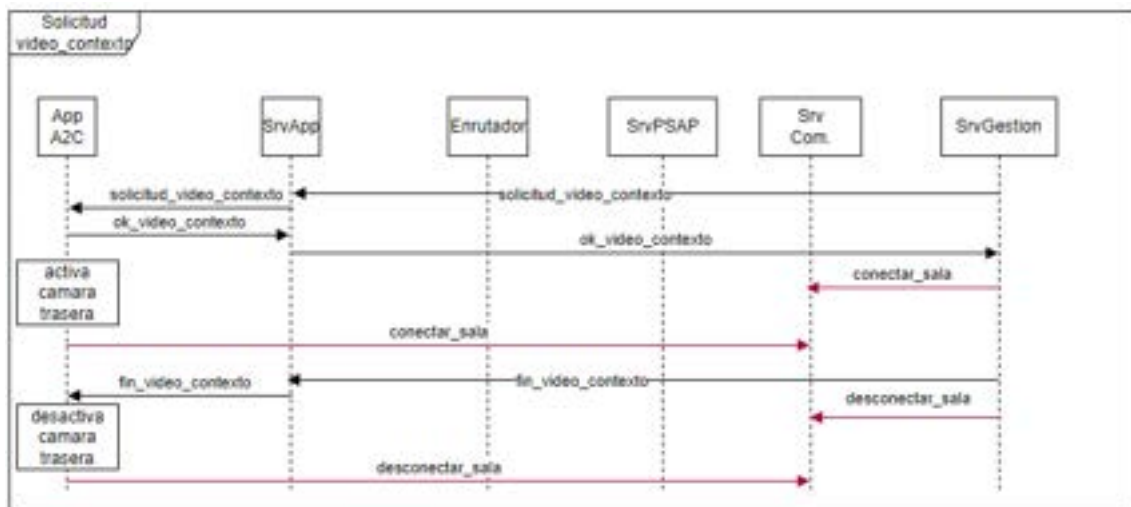 Solicitud
video_contexto
App
A2C
SrvApp
Enrutador
SrvPSAP
Srv
Com.
SrvGestion
solicitud_video_contexto
solicitud_video_contexto
ok_video_contexto
ok_video_contexto
activa
camara
trasera
conectar_sala
conectar_sala
fin_video_contexto
fin_video_contexto
desconectar_sala
desactiva
camara
trasera
desconectar_sala